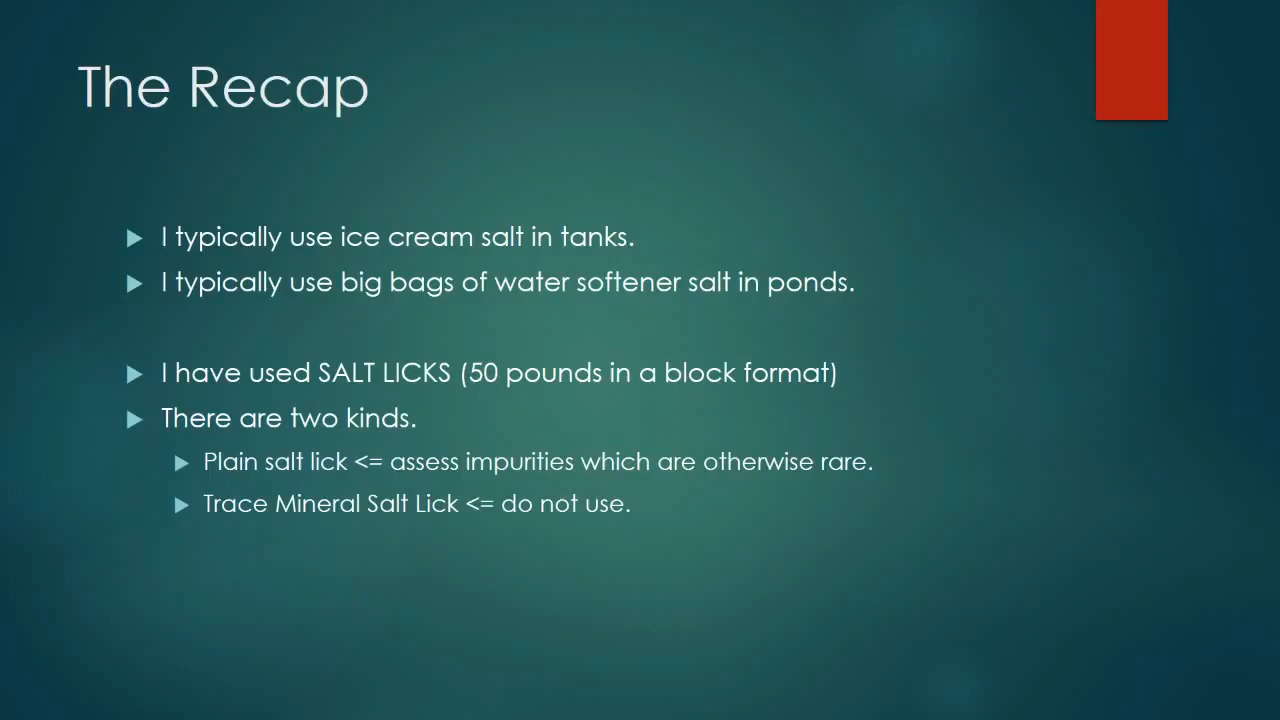 The Recap
I typically use ice cream salt in tanks.
I typically use big bags of water softener salt in ponds.
I have used SALT LICKS (50 pounds in a block format)
There are two kinds.
Plain salt lick <= assess impurities which are otherwise rare.
Trace Mineral Salt Lick <= do not use.